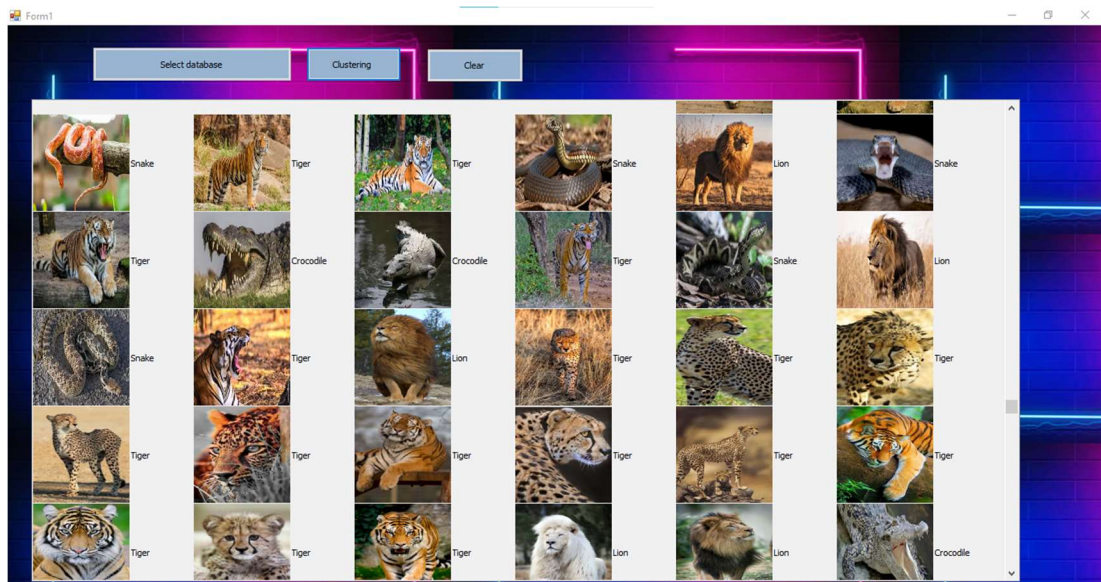 Form1
Select database Clustering Clear
Snake Tiger Tiger Snake Lion Snake
Tiger Crocodile Crocodile Tiger Snake Lion
Snake Tiger Lion Tiger Tiger Tiger
Tiger Tiger Tiger Tiger Tiger Tiger
Tiger Tiger Tiger Lion Lion Crocodile